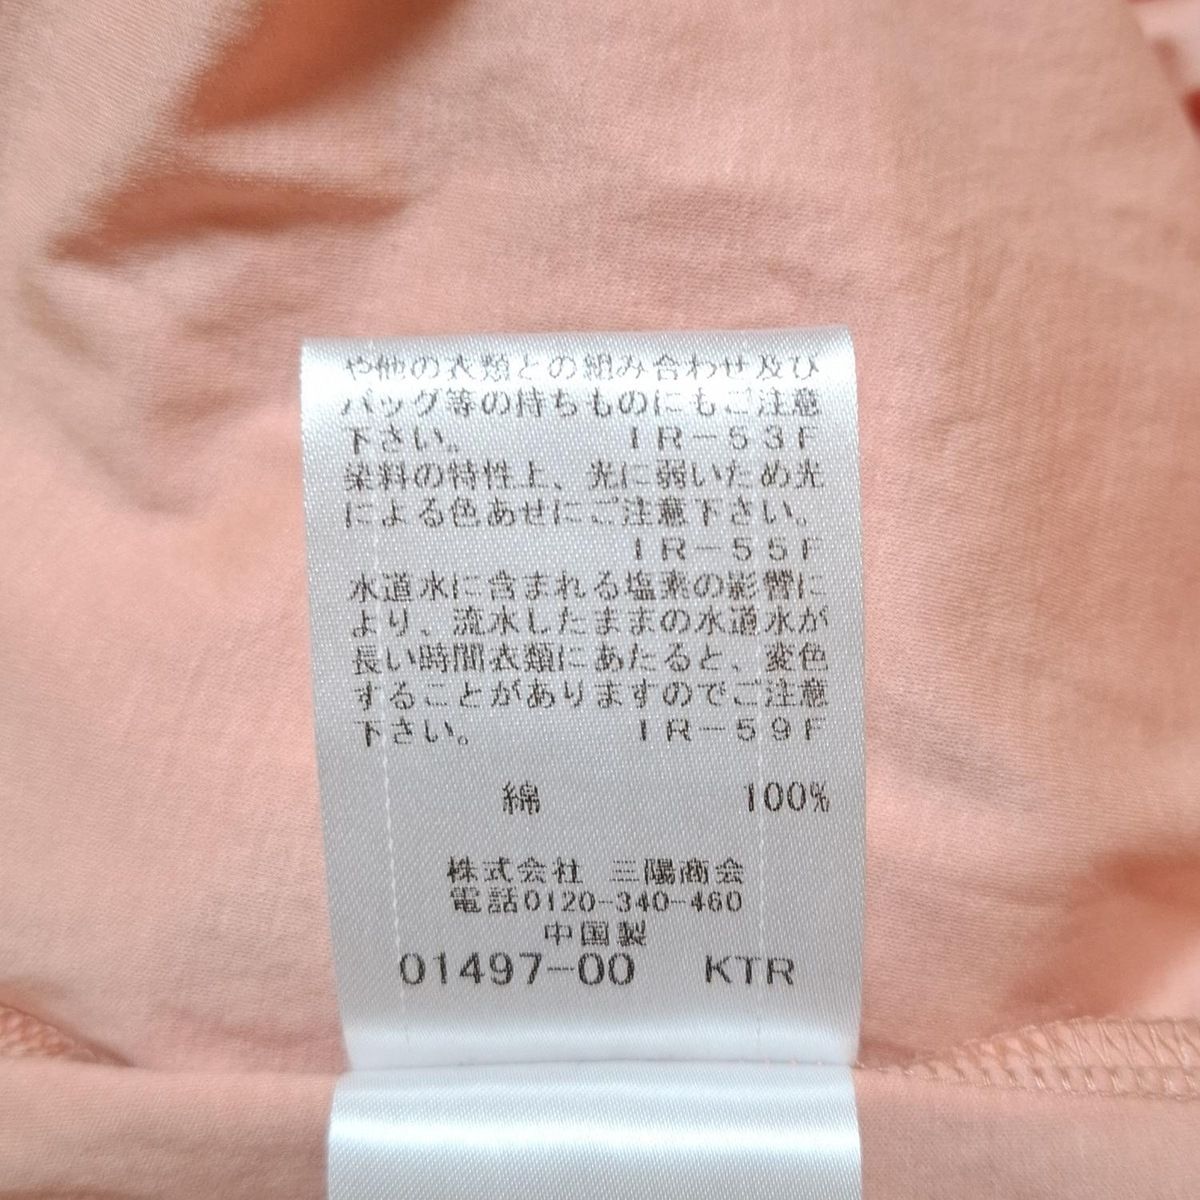 や他の衣類との組み合わせ及び
バッグ等の持ちものにもご注意
下さい。 IR-53F
染料の特性上、光に弱いため光
による色あせにご注意下さい。
IR-55F
水道水に含まれる塩素の影響に
より、流水したままの水道水が
長い時間衣類にあたると、変色
することがありますのでご注意
下さい。 IR-59F
綿 100%
株式会社 三陽商会
電話0120-340-460
中国製
01497-00 KTR